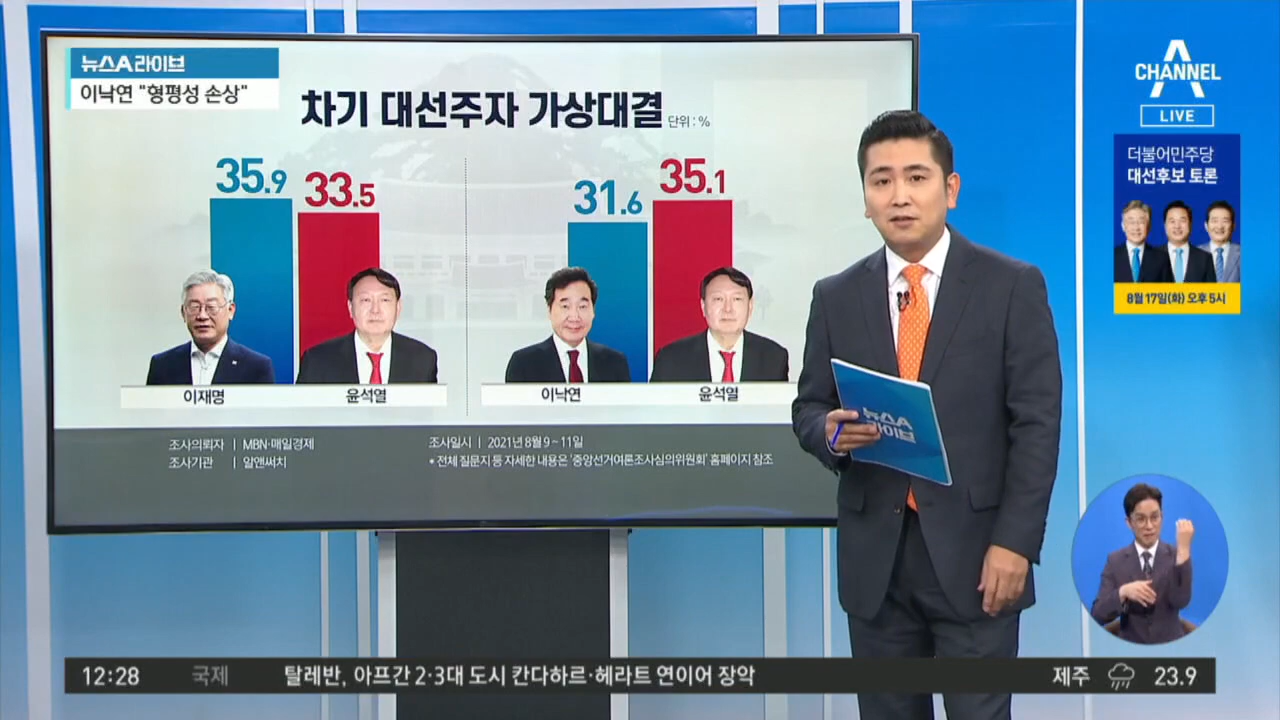 뉴스A 라이브
이낙연 "형평성 손상"
차기 대선주자 가상대결
단위 : %
35.9
33.5
31.6
35.1
이재명
윤석열
이낙연
윤석열
조사의뢰자 | MBN·매일경제
조사기관 | 알앤써치
조사일시 | 2021년 8월 9 ~ 11일
* 전체 질문지 등 자세한 내용은 '중앙선거여론조사심의위원회' 홈페이지 참조
뉴스A
라이브
CHANNEL A
LIVE
더불어민주당
대선후보 토론
8월 17일(화) 오후 5시
12:28 국제 탈레반, 아프간 2·3대 도시 칸다하르·헤라트 연이어 장악 제주 23.9